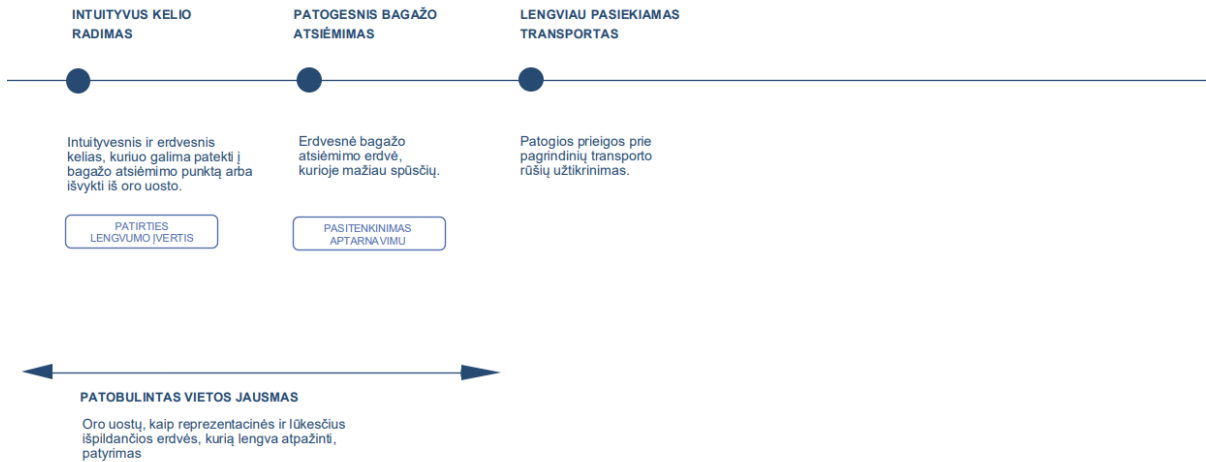 INTUITYVUS KELIO
RADIMAS
PATOGESNIS BAGAŽO
ATSIĖMIMAS
LENGVIAU PASIEKIAMAS
TRANSPORTAS
Intuityvesnis ir erdvesnis
kelias, kuriuo galima patekti į
bagažo atsiėmimo punktą arba
išvykti iš oro uosto.
Erdvesnė bagažo
atsiėmimo erdvė,
kurioje mažiau spūsčių.
Patogios prieigos prie
pagrindinių transporto
rūšių užtikrinimas.
PATIRTIES
LENGVUMO ĮVERTIS
PASITENKINIMAS
APTARNAVIMU
PATOBULINTAS VIETOS JAUSMAS
Oro uostų, kaip reprezentacinės ir lūkesčius
išpildančios erdvės, kurią lengva atpažinti,
patyrimas